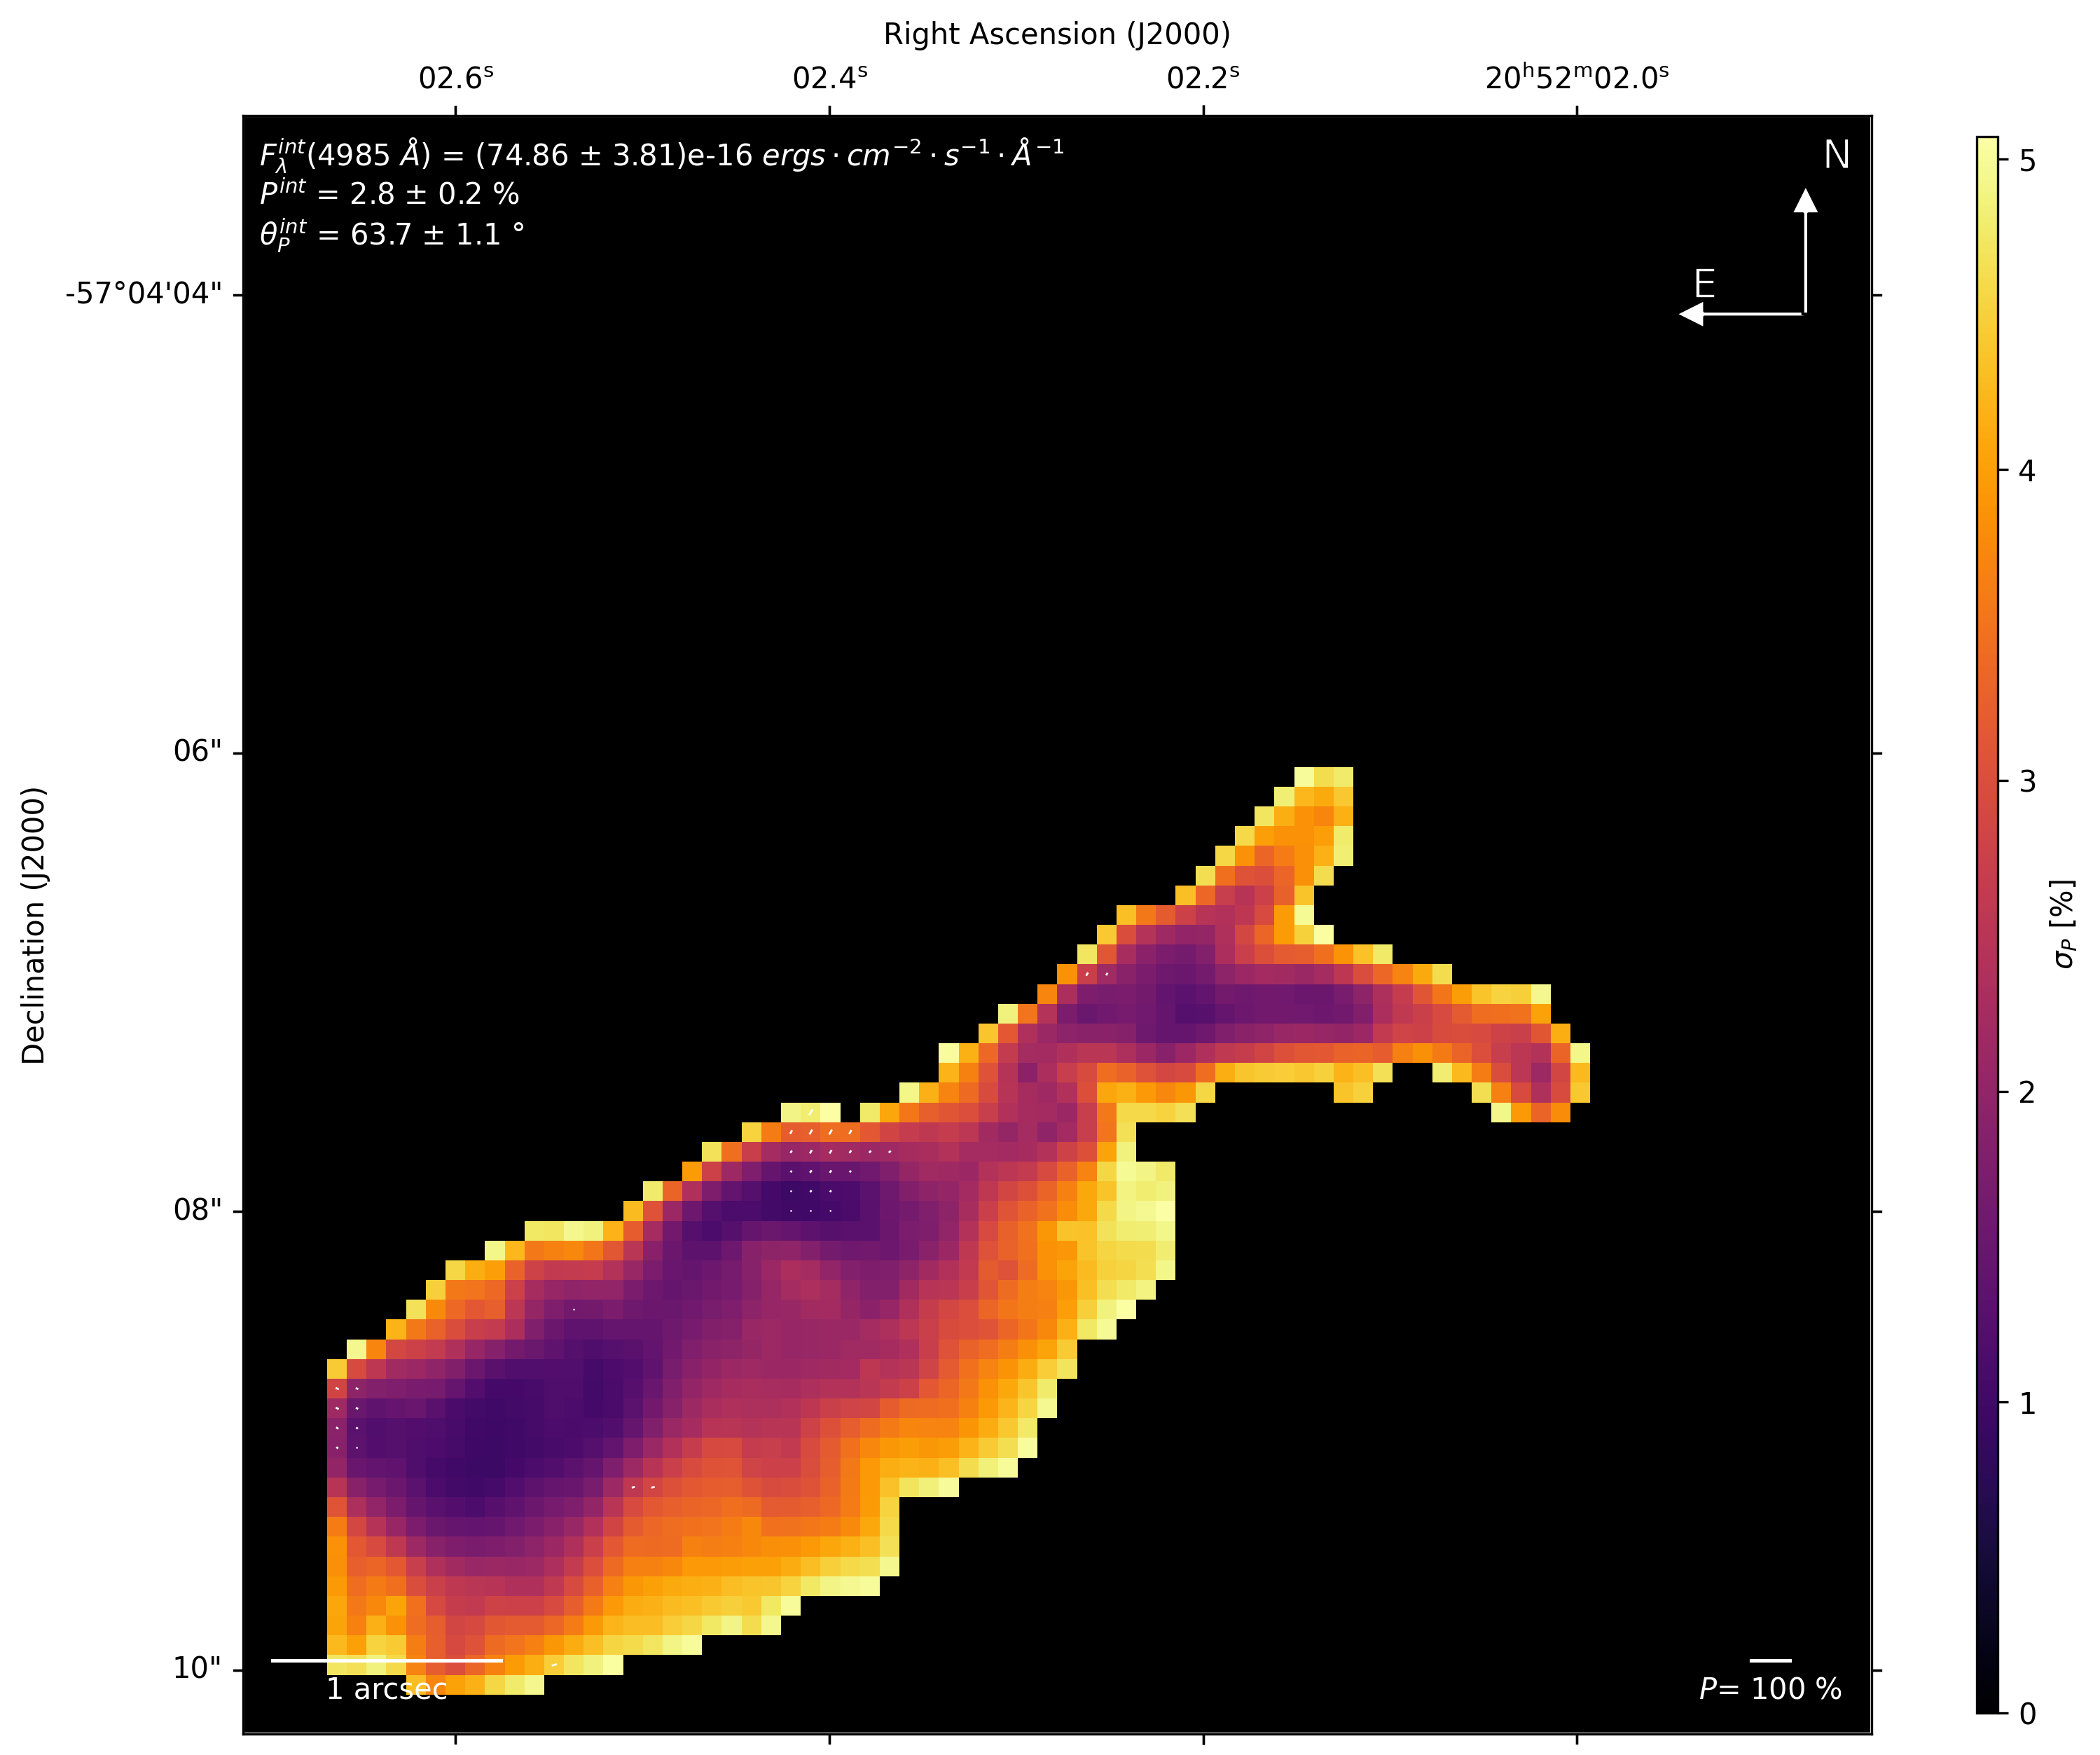 Right Ascension (J2000)
02.6ˢ 02.4ˢ 02.2ˢ 20ʰ52ᵐ02.0ˢ
F_λ^int(4985 Å) = (74.86 ± 3.81)e-16 ergs · cm⁻² · s⁻¹ · Å⁻¹
P^int = 2.8 ± 0.2 %
θ_P^int = 63.7 ± 1.1 °
N
E
-57°04'04"
06"
08"
10"
Declination (J2000)
1 arcsec
P= 100 %
5
4
3
2
1
0
σ_P [%]